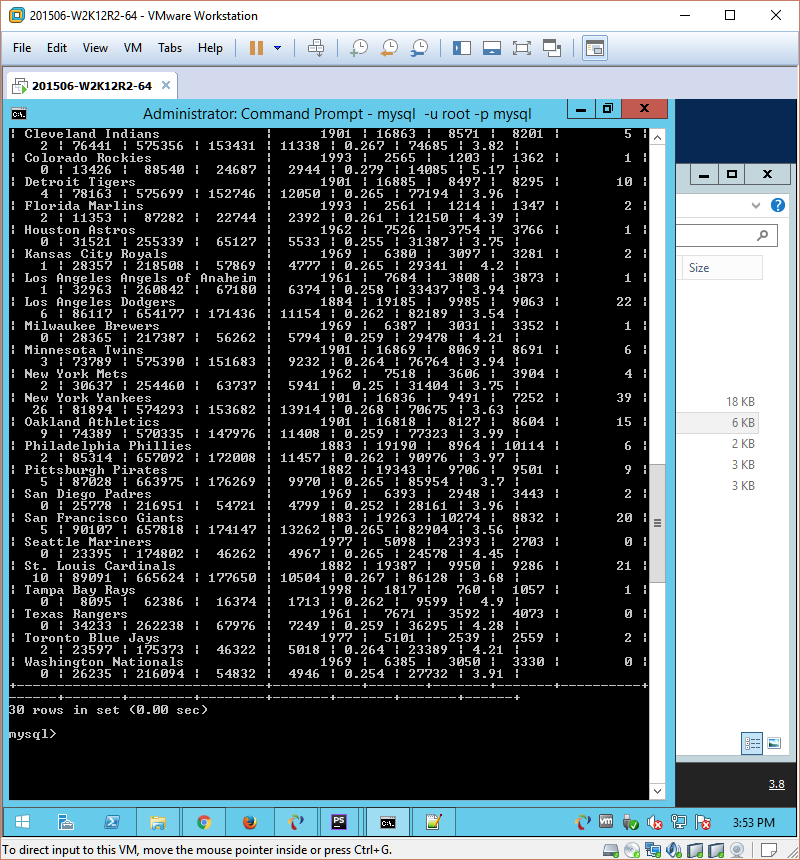 201506-W2K12R2-64 - VMware Workstation
File Edit View VM Tabs Help
201506-W2K12R2-64
Administrator: Command Prompt - mysql -u root -p mysql
| Cleveland Indians | 1901 | 16863 | 8571 | 8201 | 5 |
2 | 76441 | 575356 | 153431 | 11338 | 0.267 | 74685 | 3.82 |
| Colorado Rockies | 1993 | 2565 | 1203 | 1362 | 1 |
0 | 13426 | 88540 | 24687 | 2944 | 0.279 | 14085 | 5.17 |
| Detroit Tigers | 1901 | 16885 | 8497 | 8295 | 10 |
4 | 78163 | 575699 | 152746 | 12050 | 0.265 | 77194 | 3.96 |
| Florida Marlins | 1993 | 2561 | 1214 | 1347 | 2 |
2 | 11353 | 87282 | 22744 | 2392 | 0.261 | 12150 | 4.39 |
| Houston Astros | 1962 | 7526 | 3754 | 3766 | 1 |
0 | 31521 | 255339 | 65127 | 5533 | 0.255 | 31387 | 3.75 |
| Kansas City Royals | 1969 | 6380 | 3097 | 3281 | 2 |
1 | 28357 | 218508 | 57869 | 4777 | 0.265 | 29341 | 4.2 |
| Los Angeles Angels of Anaheim | 1961 | 7684 | 3808 | 3873 | 1 |
1 | 32963 | 260842 | 67180 | 6374 | 0.258 | 33437 | 3.94 |
| Los Angeles Dodgers | 1884 | 19185 | 9985 | 9063 | 22 |
6 | 86117 | 654177 | 171436 | 11154 | 0.262 | 82189 | 3.54 |
| Milwaukee Brewers | 1969 | 6387 | 3031 | 3352 | 1 |
0 | 28365 | 217387 | 56262 | 5794 | 0.259 | 29478 | 4.21 |
| Minnesota Twins | 1901 | 16869 | 8069 | 8691 | 6 |
3 | 73789 | 575390 | 151683 | 9232 | 0.264 | 76764 | 3.94 |
| New York Mets | 1962 | 7518 | 3606 | 3904 | 4 |
2 | 30637 | 254460 | 63737 | 5941 | 0.25 | 31404 | 3.75 |
| New York Yankees | 1901 | 16836 | 9491 | 7252 | 39 |
26 | 81894 | 574293 | 153682 | 13914 | 0.268 | 70675 | 3.63 |
| Oakland Athletics | 1901 | 16818 | 8127 | 8604 | 15 |
9 | 74389 | 570335 | 147976 | 11408 | 0.259 | 77323 | 3.99 |
| Philadelphia Phillies | 1883 | 19190 | 8964 | 10114 | 6 |
2 | 85314 | 657092 | 172008 | 11457 | 0.262 | 90976 | 3.97 |
| Pittsburgh Pirates | 1882 | 19343 | 9706 | 9501 | 9 |
5 | 87028 | 663975 | 176269 | 9970 | 0.265 | 85954 | 3.7 |
| San Diego Padres | 1969 | 6393 | 2948 | 3443 | 2 |
0 | 25778 | 216951 | 54721 | 4799 | 0.252 | 28161 | 3.96 |
| San Francisco Giants | 1883 | 19263 | 10274 | 8832 | 20 |
5 | 90107 | 657818 | 174147 | 13262 | 0.265 | 82904 | 3.56 |
| Seattle Mariners | 1977 | 5098 | 2393 | 2703 | 0 |
0 | 23395 | 174802 | 46262 | 4967 | 0.265 | 24578 | 4.45 |
| St. Louis Cardinals | 1882 | 19387 | 9950 | 9286 | 21 |
10 | 89091 | 665624 | 177650 | 10504 | 0.267 | 86128 | 3.68 |
| Tampa Bay Rays | 1998 | 1817 | 760 | 1057 | 1 |
0 | 8095 | 62386 | 16374 | 1713 | 0.262 | 9599 | 4.9 |
| Texas Rangers | 1961 | 7671 | 3592 | 4073 | 0 |
0 | 34233 | 262238 | 67976 | 7249 | 0.259 | 36295 | 4.28 |
| Toronto Blue Jays | 1977 | 5101 | 2539 | 2559 | 2 |
2 | 23597 | 175373 | 46322 | 5018 | 0.264 | 23389 | 4.21 |
| Washington Nationals | 1969 | 6385 | 3050 | 3330 | 0 |
0 | 26235 | 216094 | 54832 | 4946 | 0.254 | 27732 | 3.91 |
30 rows in set (0.00 sec)
mysql>
Size
18 KB
6 KB
2 KB
3 KB
3 KB
3.8
3:53 PM
To direct input to this VM, move the mouse pointer inside or press Ctrl+G.